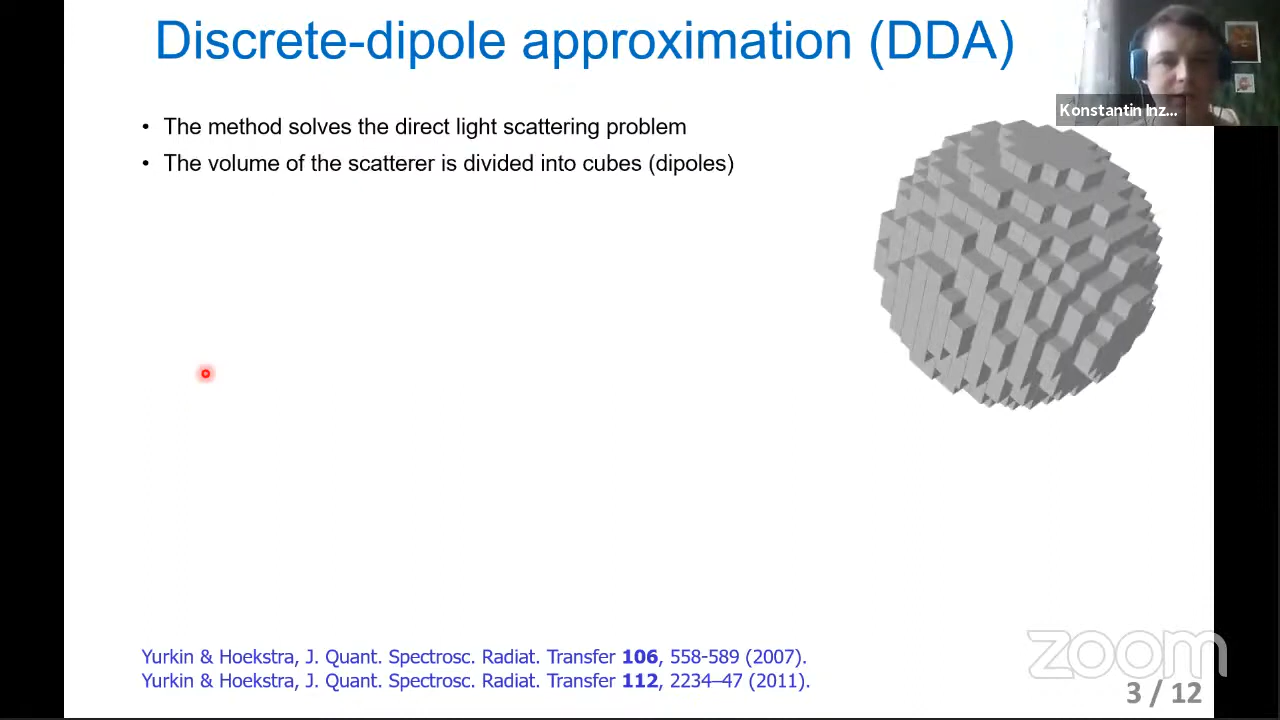 Discrete-dipole approximation (DDA)
Konstantin Inz...
• The method solves the direct light scattering problem
• The volume of the scatterer is divided into cubes (dipoles)
Yurkin & Hoekstra, J. Quant. Spectrosc. Radiat. Transfer 106, 558-589 (2007).
Yurkin & Hoekstra, J. Quant. Spectrosc. Radiat. Transfer 112, 2234–47 (2011).
zoom
3 / 12